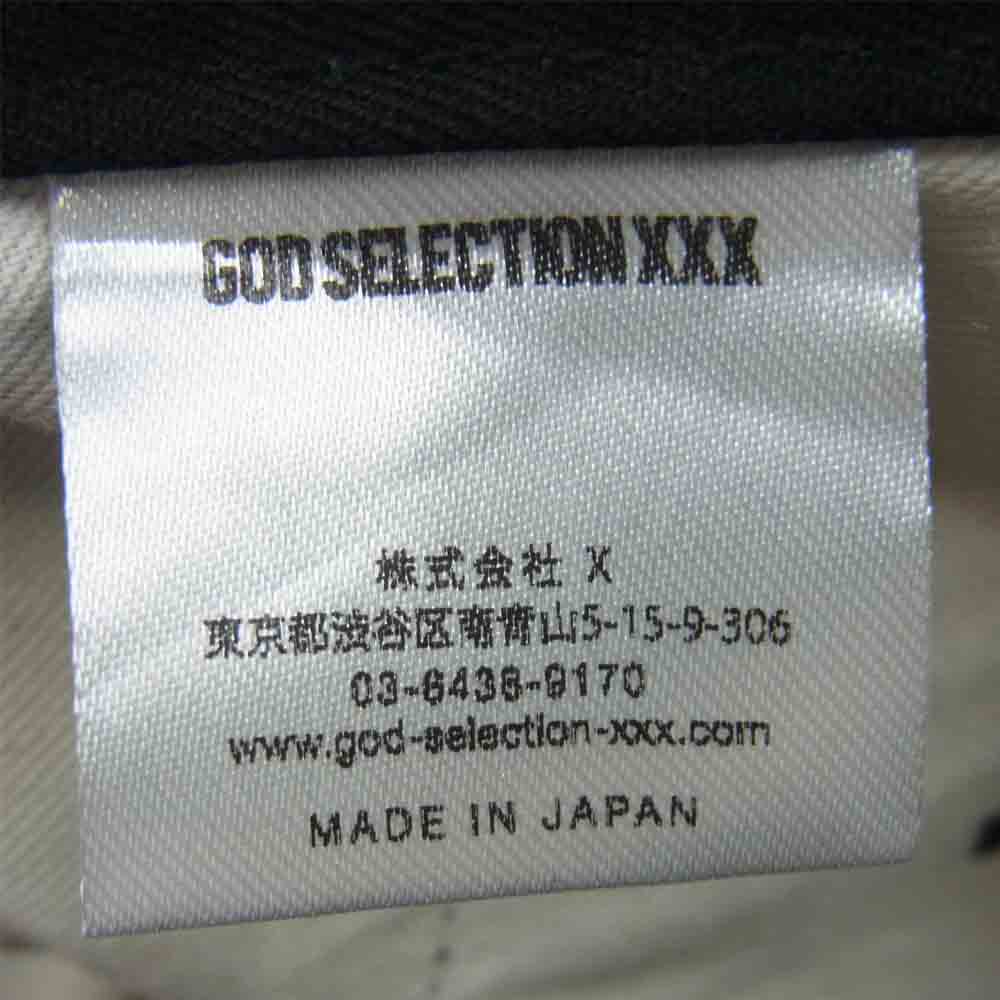 GOD SELECTION XXX
株式会社 X
東京都渋谷区南青山5-15-9-306
03-6438-9170
www.god-selection-xxx.com
MADE IN JAPAN